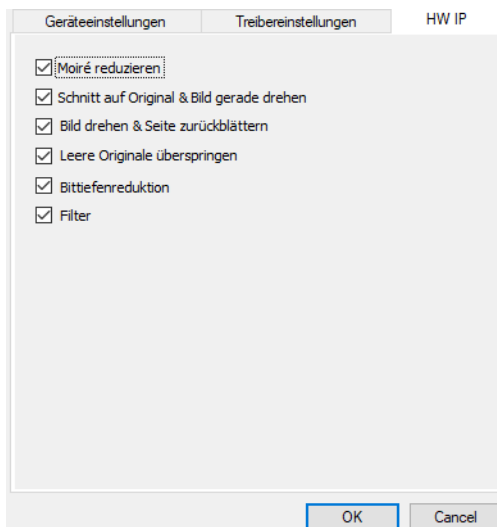 Geräteeinstellungen
Treibereinstellungen
HW IP
Moiré reduzieren
Schnitt auf Original & Bild gerade drehen
Bild drehen & Seite zurückblättern
Leere Originale überspringen
Bittiefenreduktion
Filter
OK
Cancel